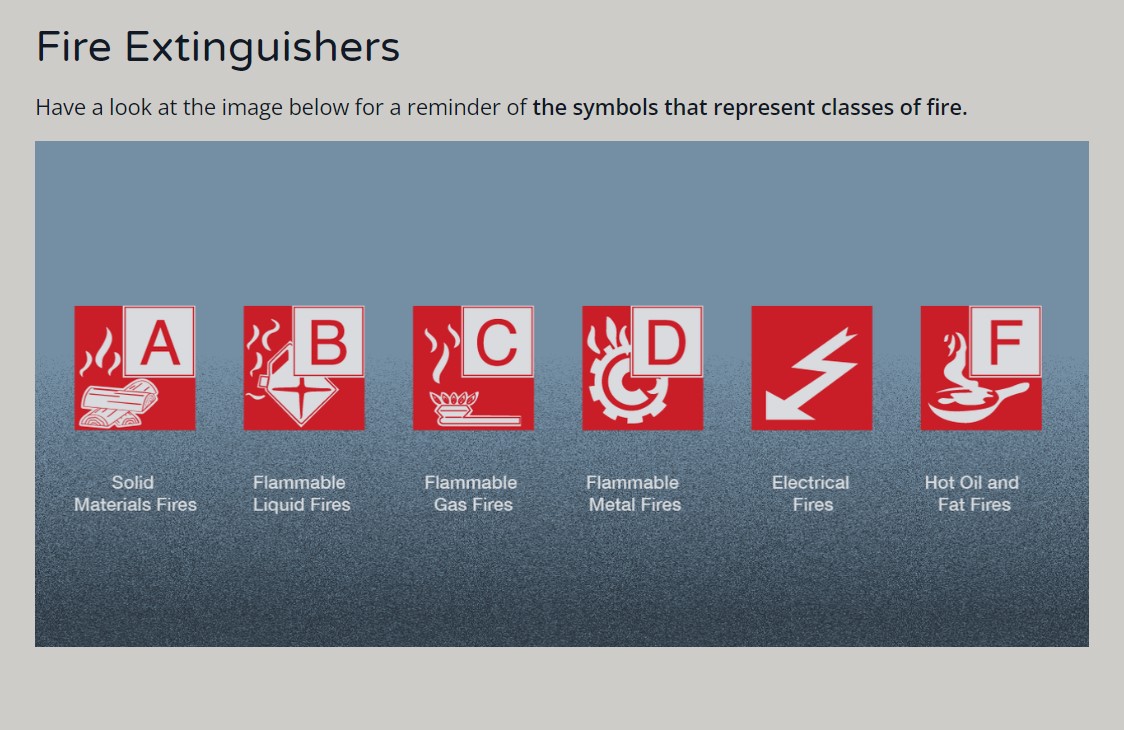 Fire Extinguishers
Have a look at the image below for a reminder of the symbols that represent classes of fire.
A
B
C
D
F
Solid
Materials Fires
Flammable
Liquid Fires
Flammable
Gas Fires
Flammable
Metal Fires
Electrical
Fires
Hot Oil and
Fat Fires